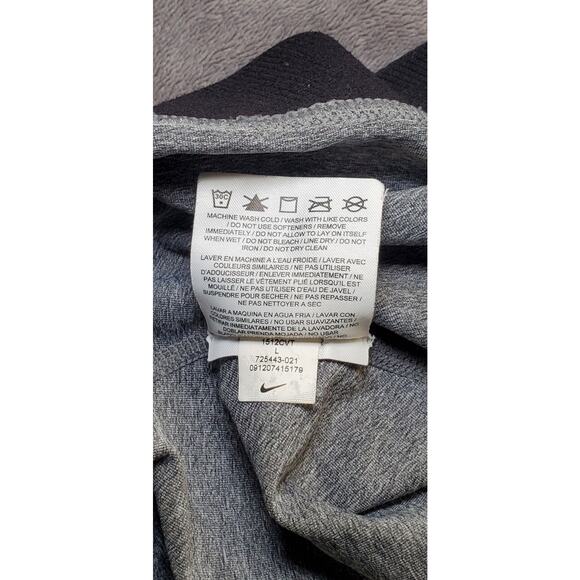 30C
MACHINE WASH COLD / WASH WITH LIKE COLORS
/ DO NOT USE SOFTENERS / REMOVE
IMMEDIATELY / DO NOT ALLOW TO LAY ON ITSELF
WHEN WET / DO NOT BLEACH / LINE DRY / DO NOT
IRON / DO NOT DRY CLEAN
LAVER EN MACHINE À L'EAU FROIDE / LAVER AVEC
COULEURS SIMILAIRES / NE PAS UTILISER
D'ADOUCISSEUR / ENLEVER IMMÉDIATEMENT / NE
PAS LAISSER LE VÊTEMENT PLIÉ LORSQU'IL EST
MOUILLÉ / NE PAS UTILISER D'EAU DE JAVEL /
SUSPENDRE POUR SÉCHER / NE PAS REPASSER /
NE PAS NETTOYER A SEC
LAVAR A MAQUINA EN AGUA FRIA / LAVAR CON
COLORES SIMILARES / NO USAR SUAVIZANTES /
INMEDIATAMENTE DE LA LAVADORA / NO
DOBLAR PRENDA MOJADA / NO USAR
1512CVT
L
725443-021
091207415179